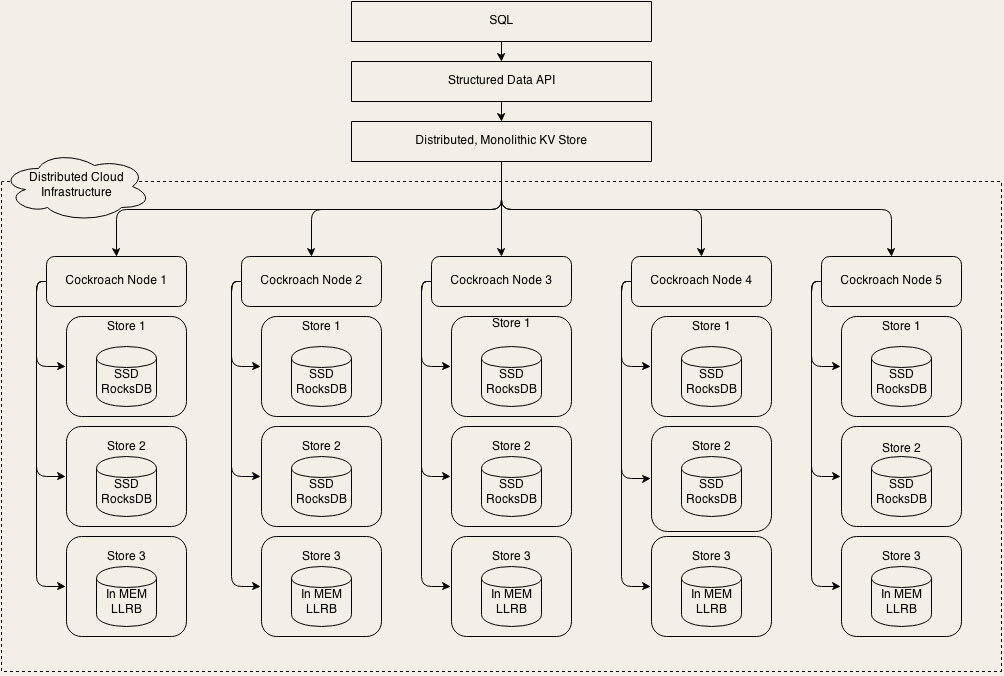 SQL
Structured Data API
Distributed, Monolithic KV Store
Distributed Cloud
Infrastructure
Cockroach Node 1
Store 1
SSD
RocksDB
Store 2
SSD
RocksDB
Store 3
In MEM
LLRB
Cockroach Node 2
Store 1
SSD
RocksDB
Store 2
SSD
RocksDB
Store 3
In MEM
LLRB
Cockroach Node 3
Store 1
SSD
RocksDB
Store 2
SSD
RocksDB
Store 3
In MEM
LLRB
Cockroach Node 4
Store 1
SSD
RocksDB
Store 2
SSD
RocksDB
Store 3
In MEM
LLRB
Cockroach Node 5
Store 1
SSD
RocksDB
Store 2
SSD
RocksDB
Store 3
In MEM
LLRB